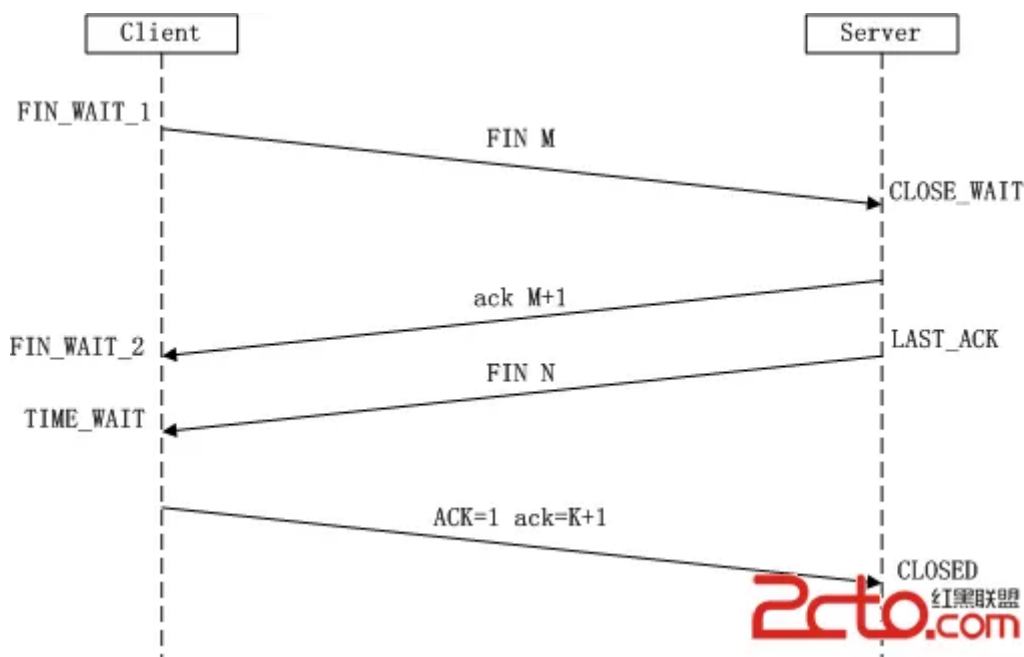 Client
Server
FIN_WAIT_1
FIN M
CLOSE_WAIT
ack M+1
FIN_WAIT_2
LAST_ACK
FIN N
TIME_WAIT
ACK=1 ack=K+1
CLOSED
2cto.com
红黑联盟